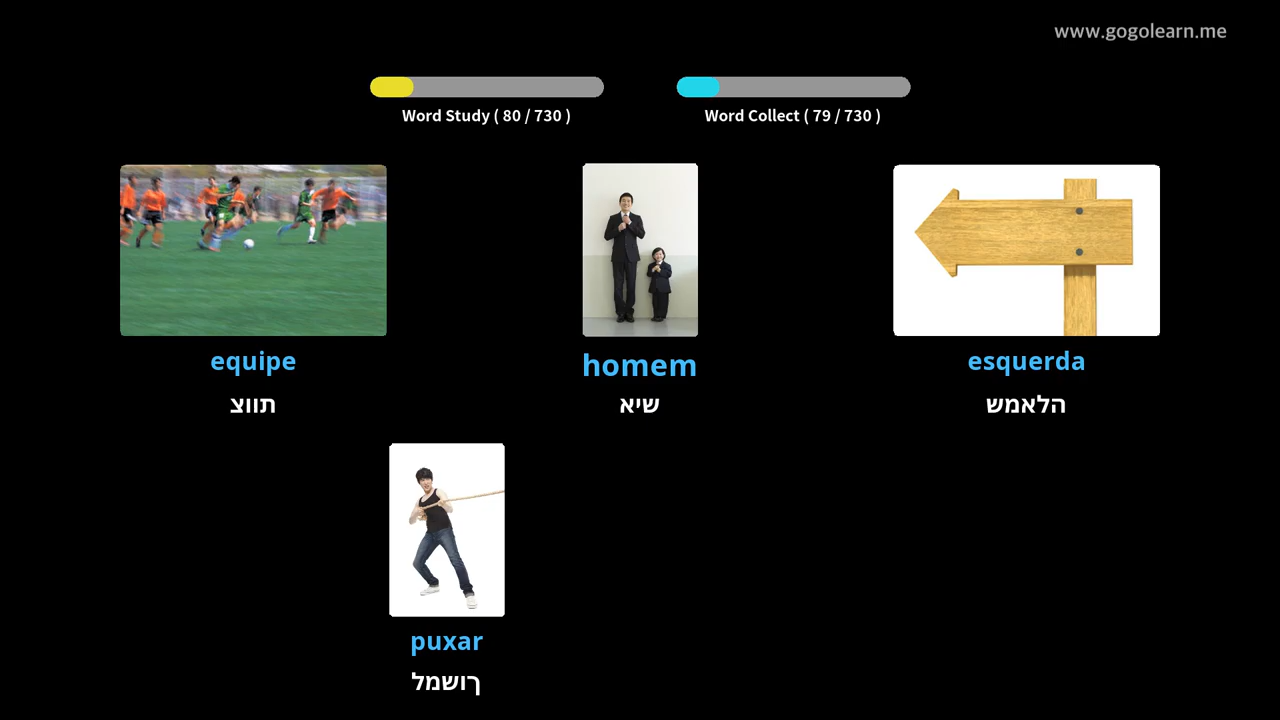 www.gogolearn.me
Word Study ( 80 / 730 )
Word Collect ( 79 / 730 )
equipe
תווצ
homem
שיא
esquerda
הלאמש
puxar
ךושמל